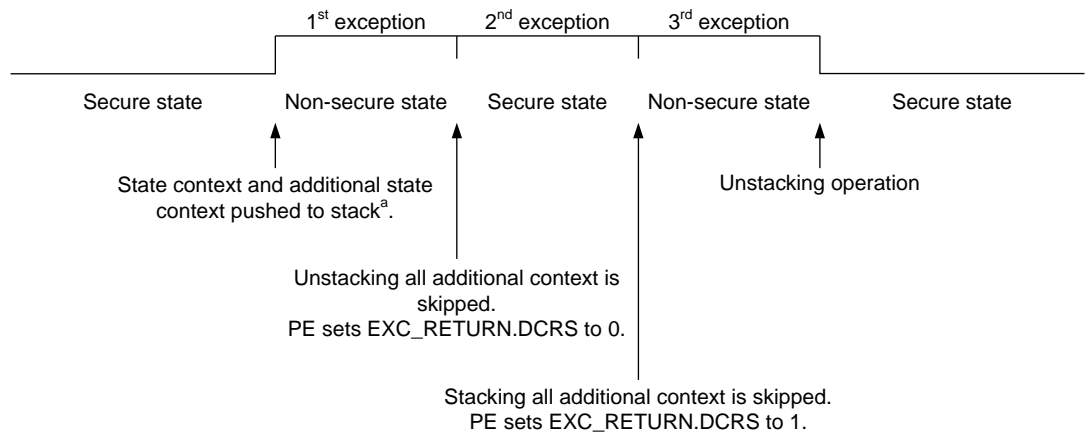 1st exception 2nd exception 3rd exception
Secure state Non-secure state Secure state Non-secure state Secure state
State context and additional state
context pushed to stacka.
Unstacking operation
Unstacking all additional context is
skipped.
PE sets EXC_RETURN.DCRS to 0.
Stacking all additional context is skipped.
PE sets EXC_RETURN.DCRS to 1.